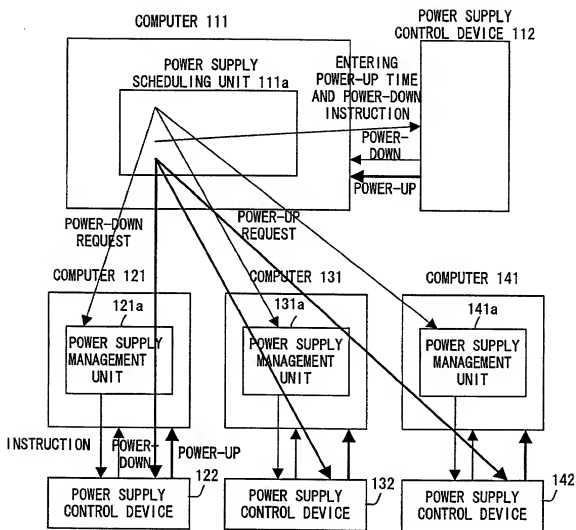 COMPUTER 111
POWER SUPPLY
CONTROL DEVICE 112
POWER SUPPLY
SCHEDULING UNIT 111a
ENTERING
POWER-UP TIME
AND POWER-DOWN
INSTRUCTION
POWER-
DOWN
POWER-UP
POWER-DOWN
REQUEST
POWER-UP
REQUEST
COMPUTER 121
COMPUTER 131
COMPUTER 141
121a
131a
141a
POWER SUPPLY
MANAGEMENT
UNIT
POWER SUPPLY
MANAGEMENT
UNIT
POWER SUPPLY
MANAGEMENT
UNIT
INSTRUCTION
POWER-
DOWN
POWER-UP
122
132
142
POWER SUPPLY
CONTROL DEVICE
POWER SUPPLY
CONTROL DEVICE
POWER SUPPLY
CONTROL DEVICE